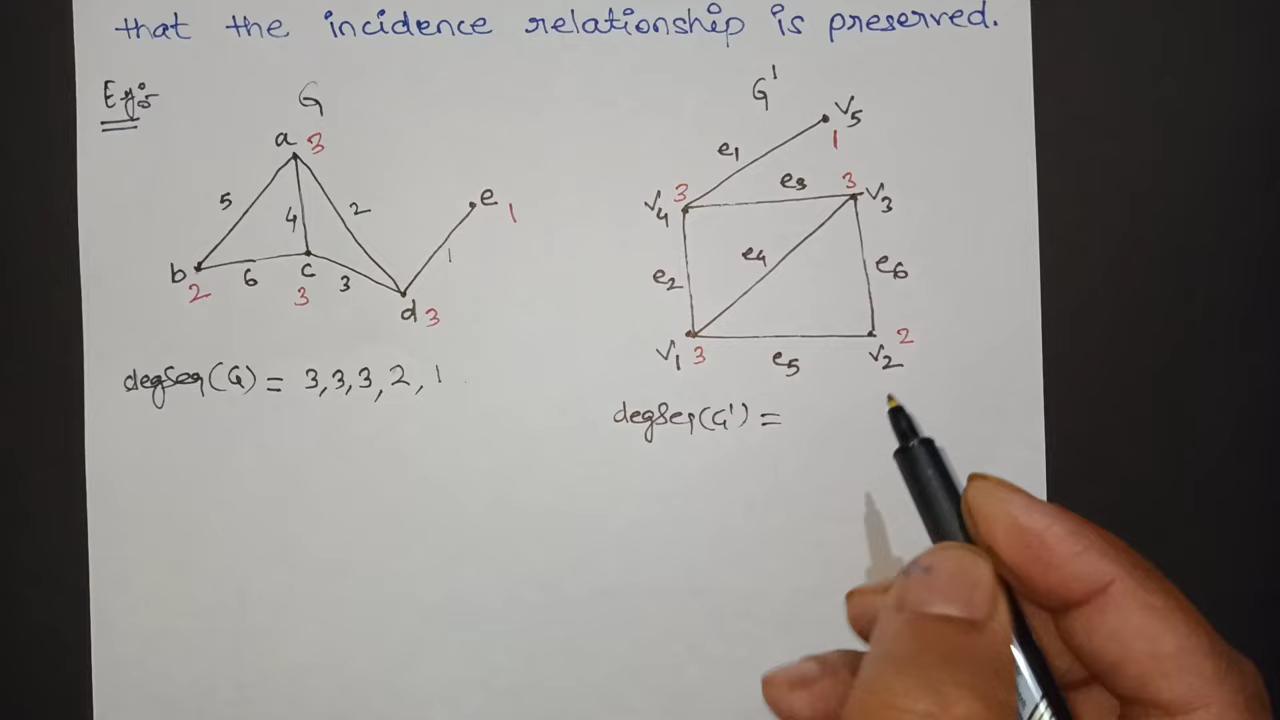 that the incidence relationship is preserved.
Eg:
G
a 3
5
4
2
e 1
b
2
6
c
3
3
1
d 3
degSeq(G) = 3,3,3,2,1
G'
v5
1
e1
v4 3
e3
3 v3
e4
e2
e6
v1 3
e5
v2 2
degSeq(G') =